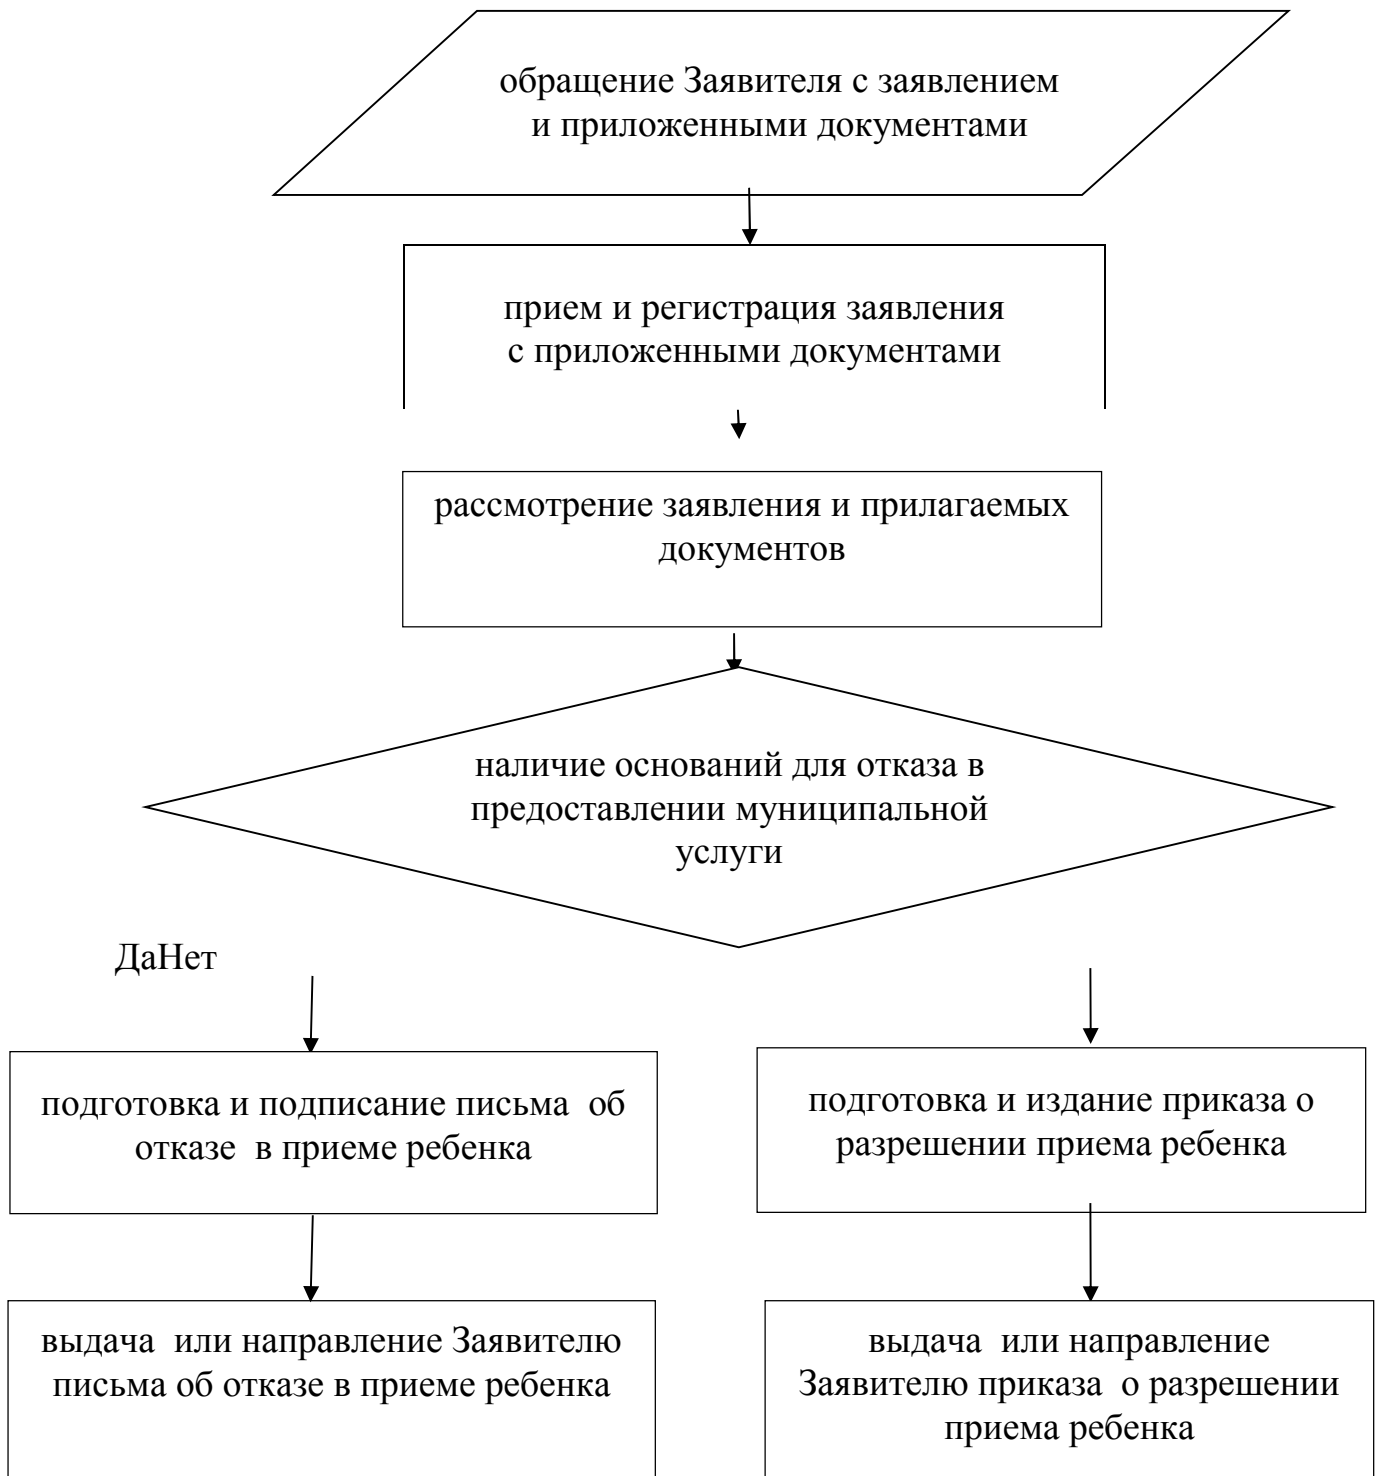 обращение Заявителя с заявлением
и приложенными документами
прием и регистрация заявления
с приложенными документами
рассмотрение заявления и прилагаемых
документов
наличие оснований для отказа в
предоставлении муниципальной
услуги
ДаНет
подготовка и подписание письма  об
отказе  в приеме ребенка
подготовка и издание приказа о
разрешении приема ребенка
выдача  или направление Заявителю
письма об отказе в приеме ребенка
выдача  или направление
Заявителю приказа  о разрешении
приема ребенка